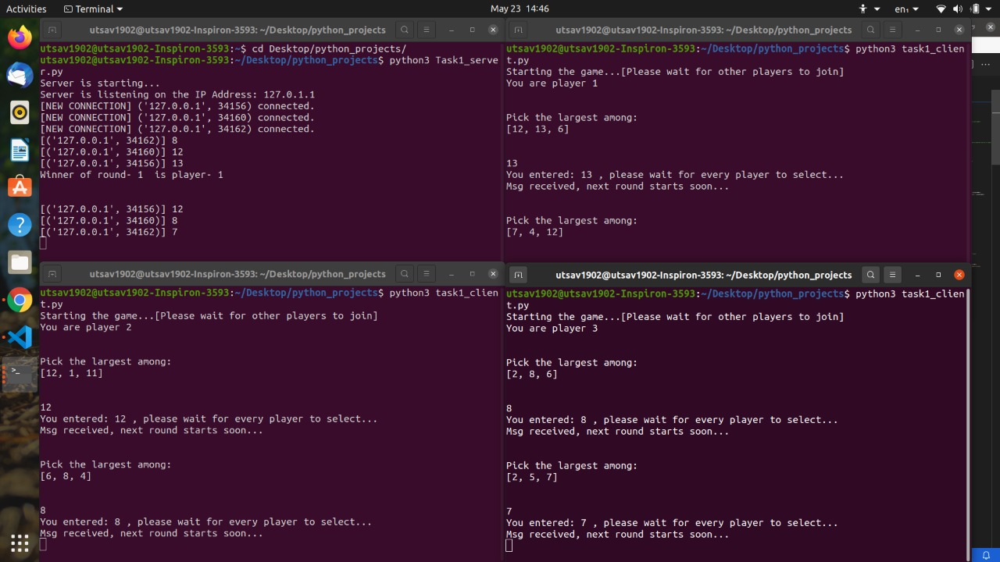 Activities
Terminal
May 23 14:46
en₁
utsav1902@utsav1902-Inspiron-3593: ~/Desktop/python_projects
utsav1902@utsav1902-Inspiron-3593:~$ cd Desktop/python_projects/
utsav1902@utsav1902-Inspiron-3593:~/Desktop/python_projects$ python3 Task1_serve
r.py
Server is starting...
Server is listening on the IP Address: 127.0.1.1
[NEW CONNECTION] ('127.0.0.1', 34156) connected.
[NEW CONNECTION] ('127.0.0.1', 34160) connected.
[NEW CONNECTION] ('127.0.0.1', 34162) connected.
[('127.0.0.1', 34162)] 8
[('127.0.0.1', 34160)] 12
[('127.0.0.1', 34156)] 13
Winner of round- 1  is player- 1
[('127.0.0.1', 34156)] 12
[('127.0.0.1', 34160)] 8
[('127.0.0.1', 34162)] 7
utsav1902@utsav1902-Inspiron-3593: ~/Desktop/python_projects
utsav1902@utsav1902-Inspiron-3593:~/Desktop/python_projects$ python3 task1_clien
t.py
Starting the game...[Please wait for other players to join]
You are player 1
Pick the largest among:
[12, 13, 6]
13
You entered: 13 , please wait for every player to select...
Msg received, next round starts soon...
Pick the largest among:
[7, 4, 12]
utsav1902@utsav1902-Inspiron-3593: ~/Desktop/python_projects
utsav1902@utsav1902-Inspiron-3593:~/Desktop/python_projects$ python3 task1_clien
t.py
Starting the game...[Please wait for other players to join]
You are player 2
Pick the largest among:
[12, 1, 11]
12
You entered: 12 , please wait for every player to select...
Msg received, next round starts soon...
Pick the largest among:
[6, 8, 4]
8
You entered: 8 , please wait for every player to select...
Msg received, next round starts soon...
utsav1902@utsav1902-Inspiron-3593: ~/Desktop/python_projects
utsav1902@utsav1902-Inspiron-3593:~/Desktop/python_projects$ python3 task1_clien
t.py
Starting the game...[Please wait for other players to join]
You are player 3
Pick the largest among:
[2, 8, 6]
8
You entered: 8 , please wait for every player to select...
Msg received, next round starts soon...
Pick the largest among:
[2, 5, 7]
7
You entered: 7 , please wait for every player to select...
Msg received, next round starts soon...